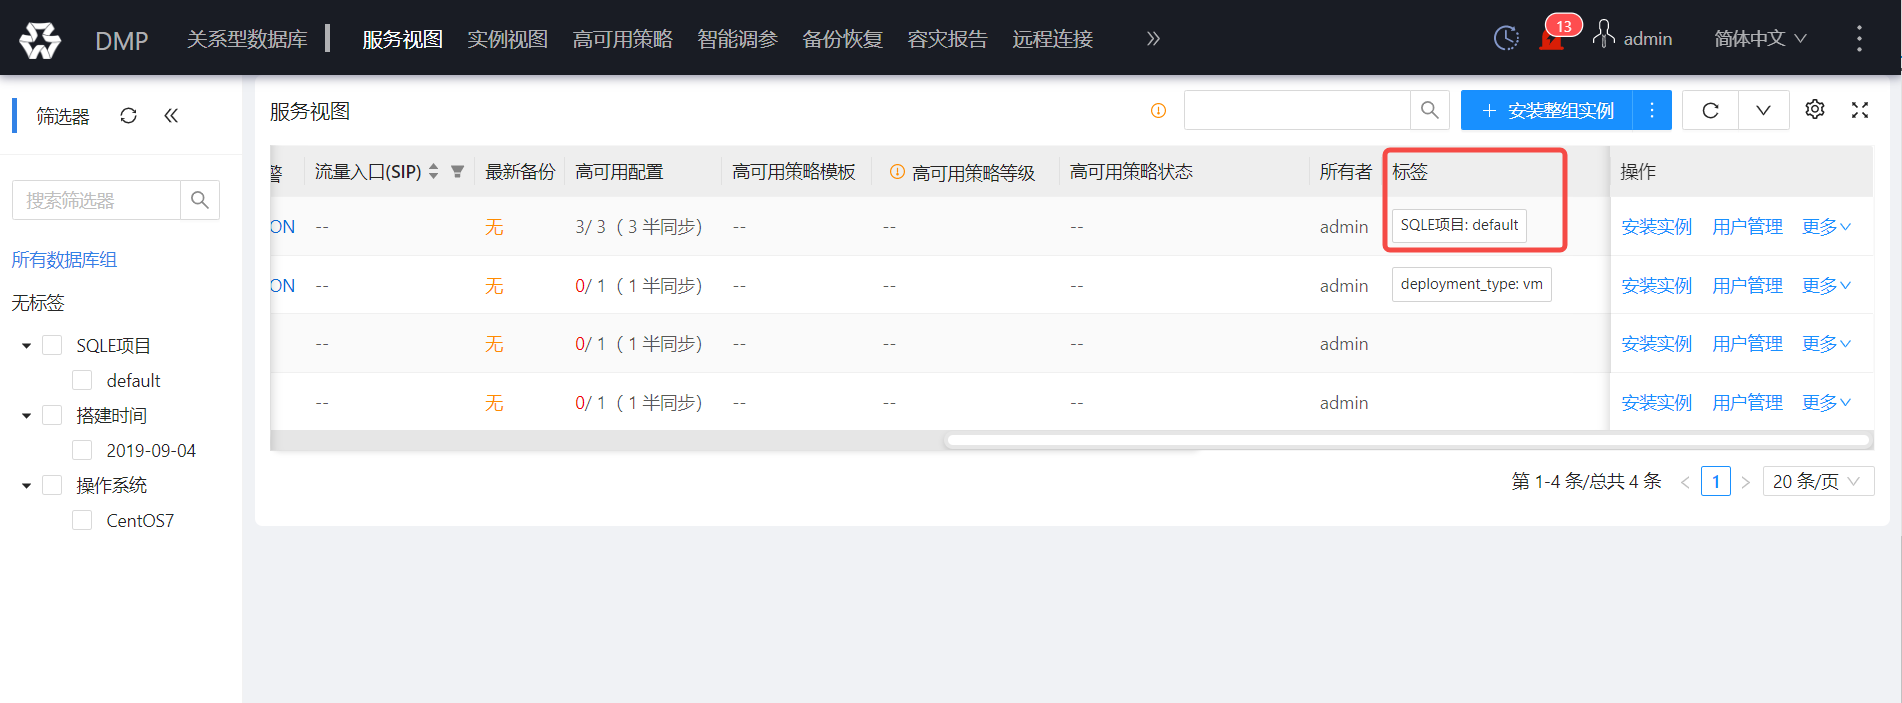 DMP 关系型数据库 服务视图 实例视图 高可用策略 智能调参 备份恢复 容灾报告 远程连接 13 admin 简体中文
筛选器
搜索筛选器
所有数据库组
无标签
SQLE项目
default
搭建时间
2019-09-04
操作系统
CentOS7
服务视图 安装整组实例
警 流量入口(SIP) 最新备份 高可用配置 高可用策略模板 高可用策略等级 高可用策略状态 所有者 标签 操作
ON -- 无 3/ 3（ 3 半同步） -- -- -- admin SQLE项目: default 安装实例 用户管理 更多
ON -- 无 0/ 1（ 1 半同步） -- -- -- admin deployment_type: vm 安装实例 用户管理 更多
-- 无 0/ 1（ 1 半同步） -- -- -- admin 安装实例 用户管理 更多
-- 无 0/ 1（ 1 半同步） -- -- -- admin 安装实例 用户管理 更多
第 1-4 条/总共 4 条 < 1 > 20 条/页